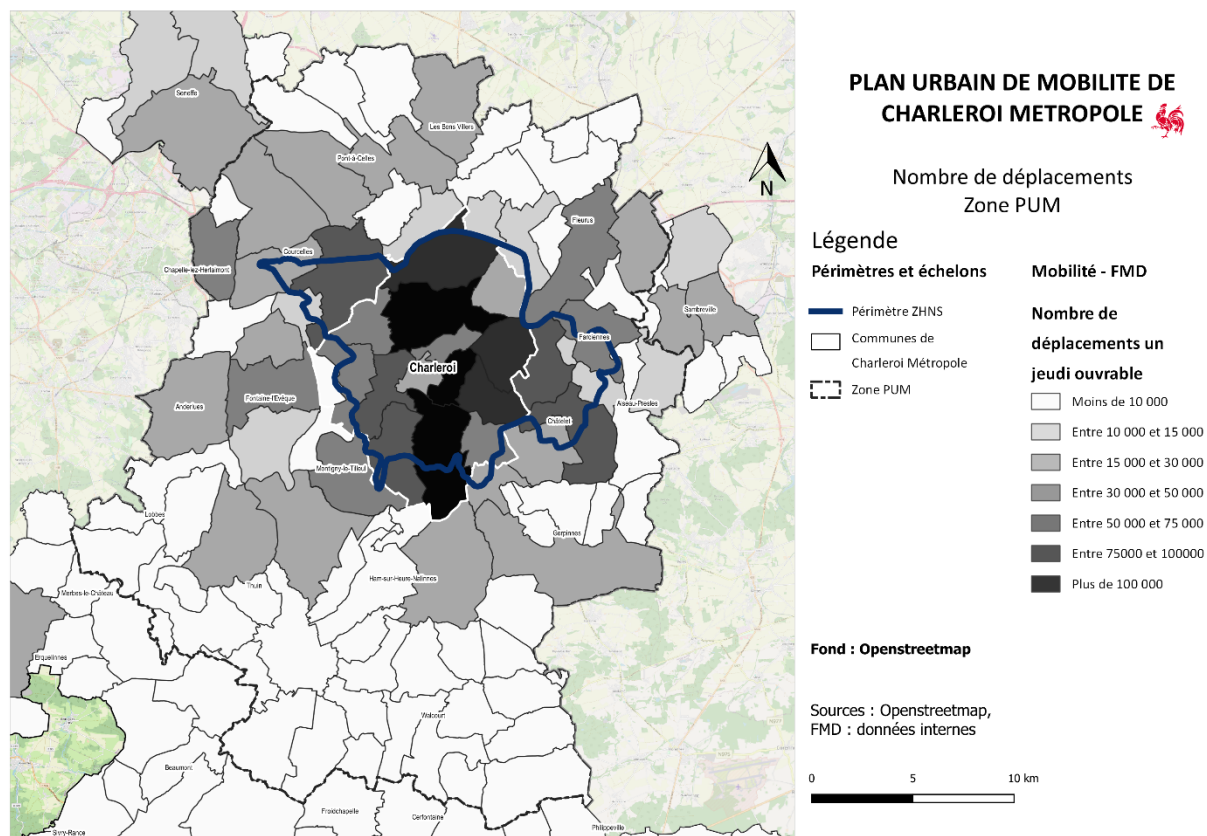 PLAN URBAIN DE MOBILITE DE
CHARLEROI METROPOLE
Nombre de déplacements
Zone PUM
Légende
Périmètres et échelons
Périmètre ZHNS
Communes de
Charleroi Métropole
Zone PUM
Mobilité - FMD
Nombre de
déplacements un
jeudi ouvrable
Moins de 10 000
Entre 10 000 et 15 000
Entre 15 000 et 30 000
Entre 30 000 et 50 000
Entre 50 000 et 75 000
Entre 75000 et 100000
Plus de 100 000
Fond : Openstreetmap
Sources : Openstreetmap,
FMD : données internes
0 5 10 km
N
Seneffe
Les Bons Villers
Pont-à-Celles
Fleurus
Courcelles
Chapelle-lez-Herlaimont
Sambreville
Farciennes
Charleroi
Anderlues
Fontaine-l'Evêque
Aiseau-Presles
Châtelet
Montigny-le-Tilleul
Lobbes
Gerpinnes
Thuin
Ham-sur-Heure-Nalinnes
Merbes-le-Château
Erquelinnes
Walcourt
Beaumont
Froidchapelle
Cerfontaine
Philippeville
Sivry-Rance